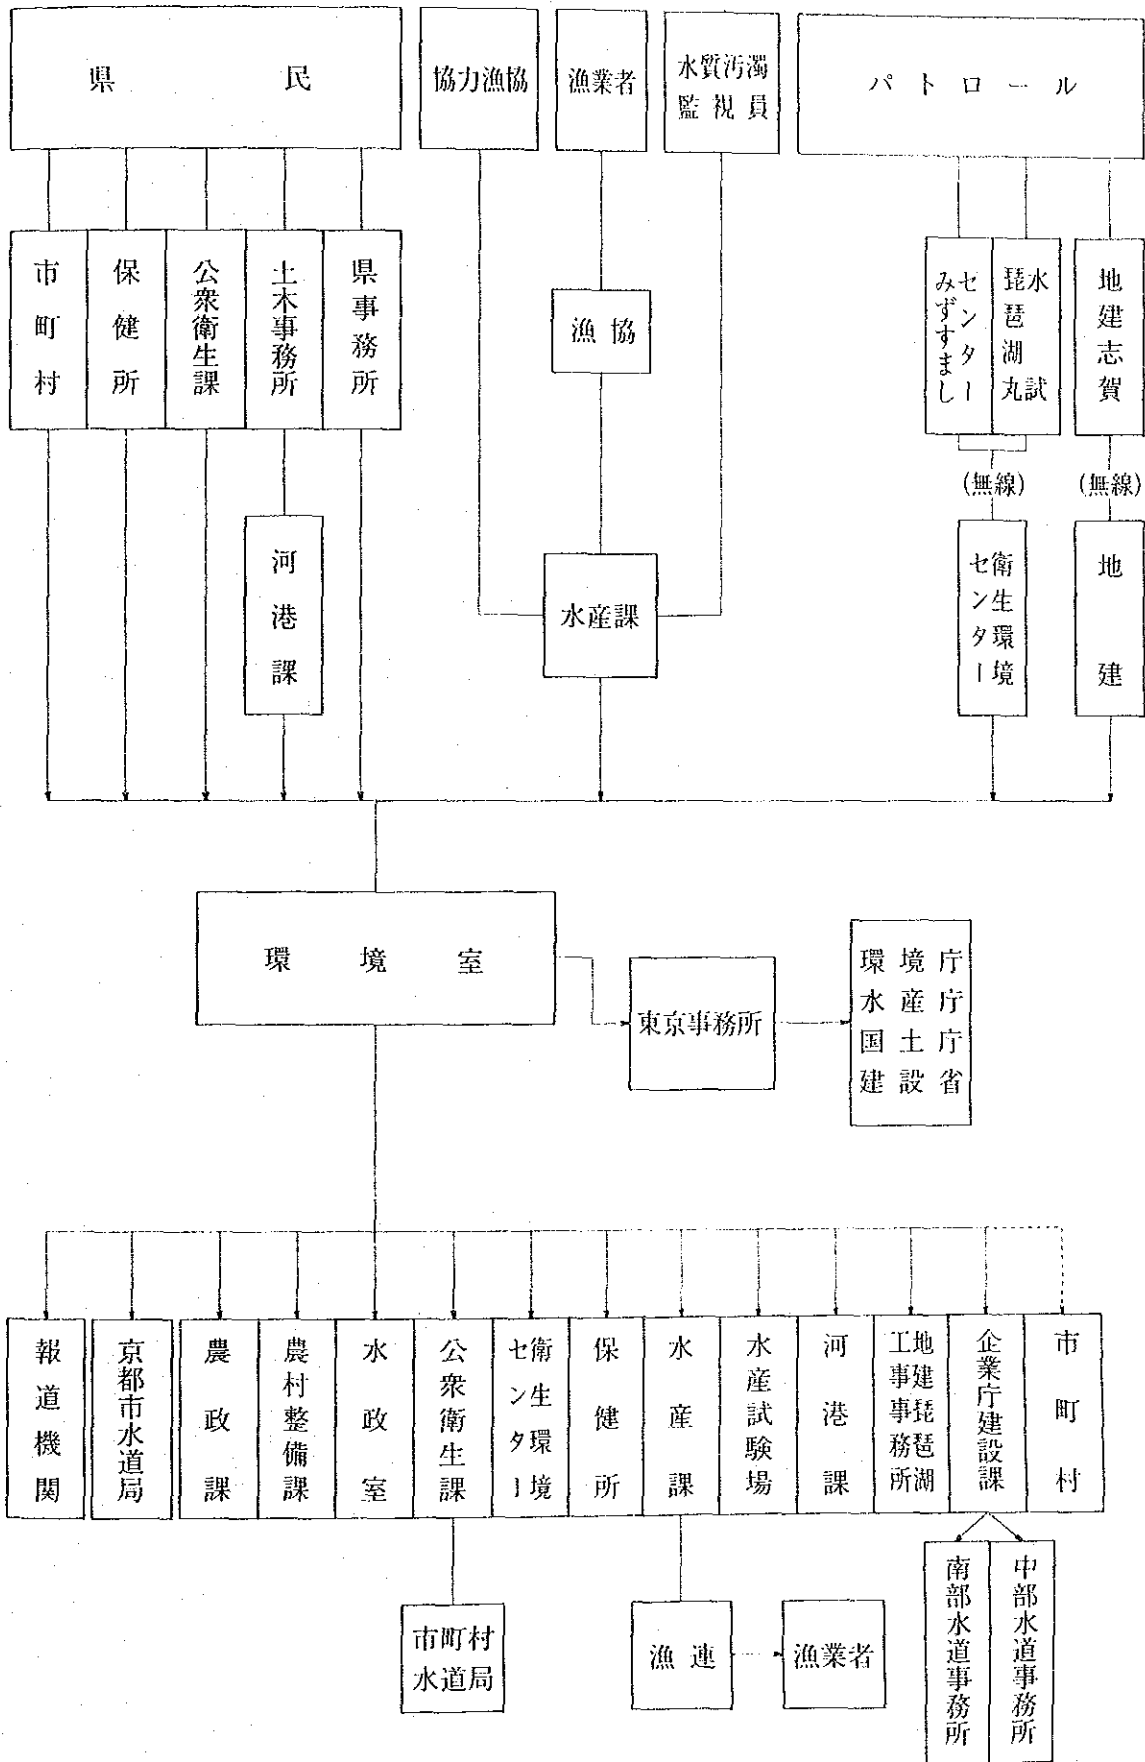 県民
協力漁協
漁業者
水質汚濁
監視員
パトロール
市町村
保健所
公衆衛生課
土木事務所
県事務所
漁協
センター
みずすまし
水試
琵琶湖丸
地建志賀
(無線)
(無線)
河港課
水産課
衛生環境
センター
地建
環境室
東京事務所
環境庁
水産庁
国土庁
建設省
報道機関
京都市水道局
農政課
農村整備課
水政室
公衆衛生課
衛生環境
センター
保健所
水産課
水産試験場
河港課
地建琵琶湖
工事事務所
企業庁建設課
市町村
市町村
水道局
漁連
漁業者
南部水道事務所
中部水道事務所